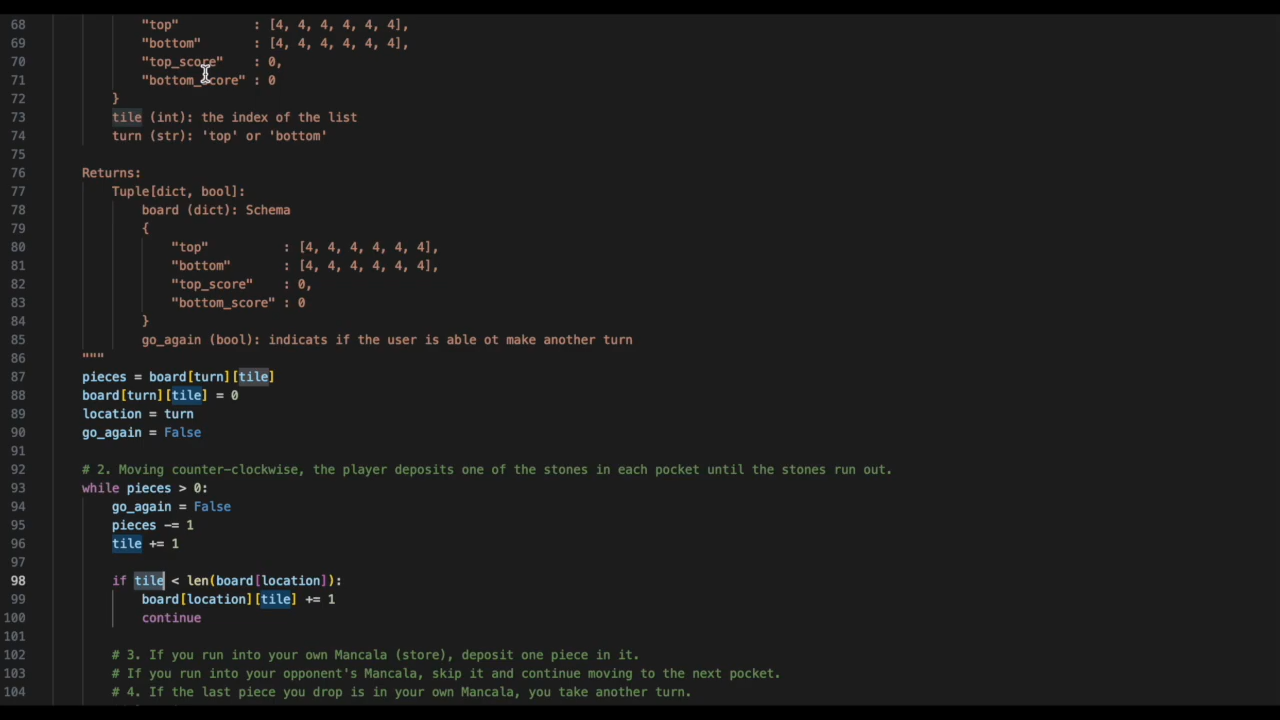 68 "top" : [4, 4, 4, 4, 4, 4],
69 "bottom" : [4, 4, 4, 4, 4, 4],
70 "top_score" : 0,
71 "bottom_score" : 0
72 }
73 tile (int): the index of the list
74 turn (str): 'top' or 'bottom'
75
76 Returns:
77 Tuple[dict, bool]:
78 board (dict): Schema
79 {
80 "top" : [4, 4, 4, 4, 4, 4],
81 "bottom" : [4, 4, 4, 4, 4, 4],
82 "top_score" : 0,
83 "bottom_score" : 0
84 }
85 go_again (bool): indicats if the user is able ot make another turn
86 """
87 pieces = board[turn][tile]
88 board[turn][tile] = 0
89 location = turn
90 go_again = False
91
92 # 2. Moving counter-clockwise, the player deposits one of the stones in each pocket until the stones run out.
93 while pieces > 0:
94 go_again = False
95 pieces -= 1
96 tile += 1
97
98 if tile < len(board[location]):
99 board[location][tile] += 1
100 continue
101
102 # 3. If you run into your own Mancala (store), deposit one piece in it.
103 # If you run into your opponent's Mancala, skip it and continue moving to the next pocket.
104 # 4. If the last piece you drop is in your own Mancala, you take another turn.